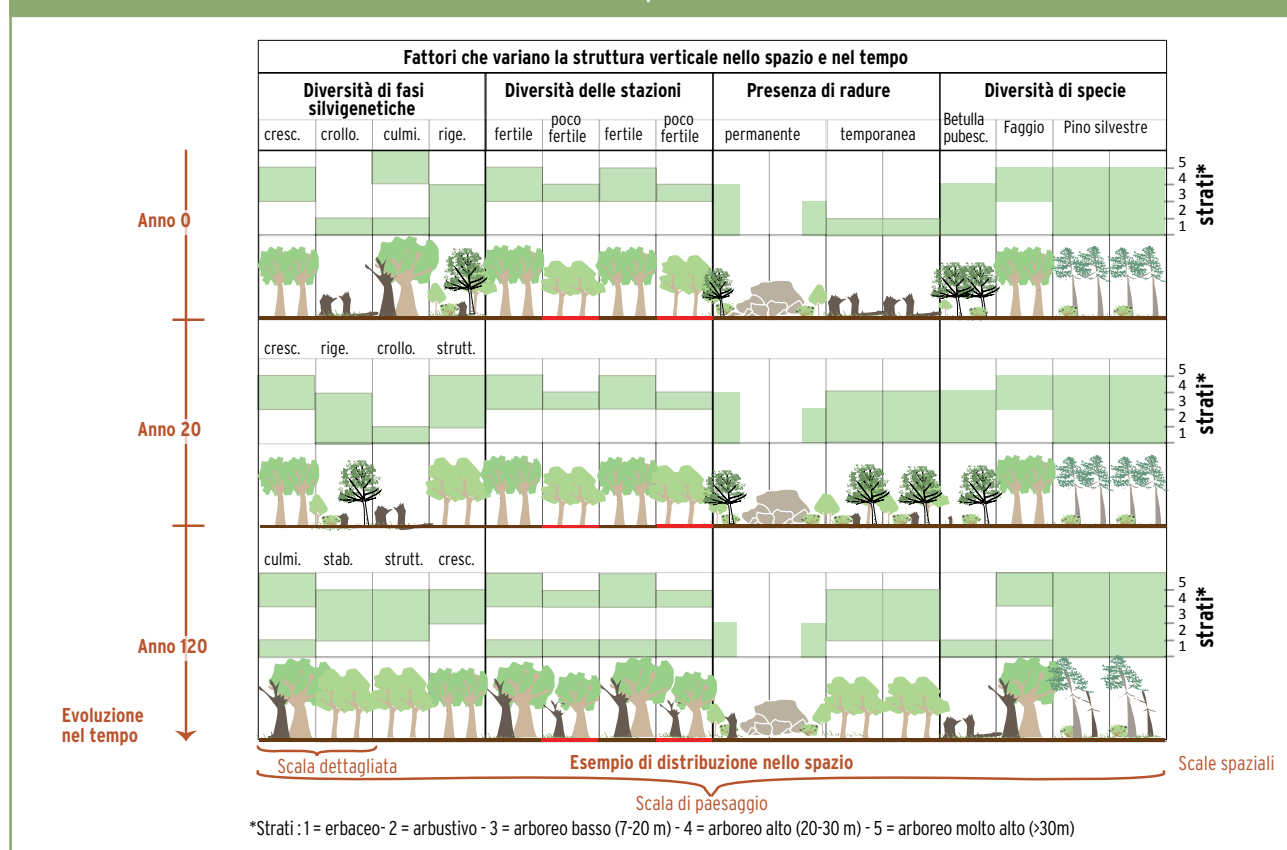 Fattori che variano la struttura verticale nello spazio e nel tempo
Diversità di fasi
silvigenetiche
Diversità delle stazioni
Presenza di radure
Diversità di specie
cresc. crollo. culmi. rige.
fertile poco fertile fertile poco fertile
permanente temporanea
Betulla pubesc. Faggio Pino silvestre
Anno 0
5
4
3
2
1
strati*
cresc. rige. crollo. strutt.
Anno 20
5
4
3
2
1
strati*
culmi. stab. strutt. cresc.
Anno 120
5
4
3
2
1
strati*
Evoluzione
nel tempo
Scala dettagliata
Esempio di distribuzione nello spazio
Scale spaziali
Scala di paesaggio
*Strati : 1 = erbaceo- 2 = arbustivo - 3 = arboreo basso (7-20 m) - 4 = arboreo alto (20-30 m) - 5 = arboreo molto alto (>30m)